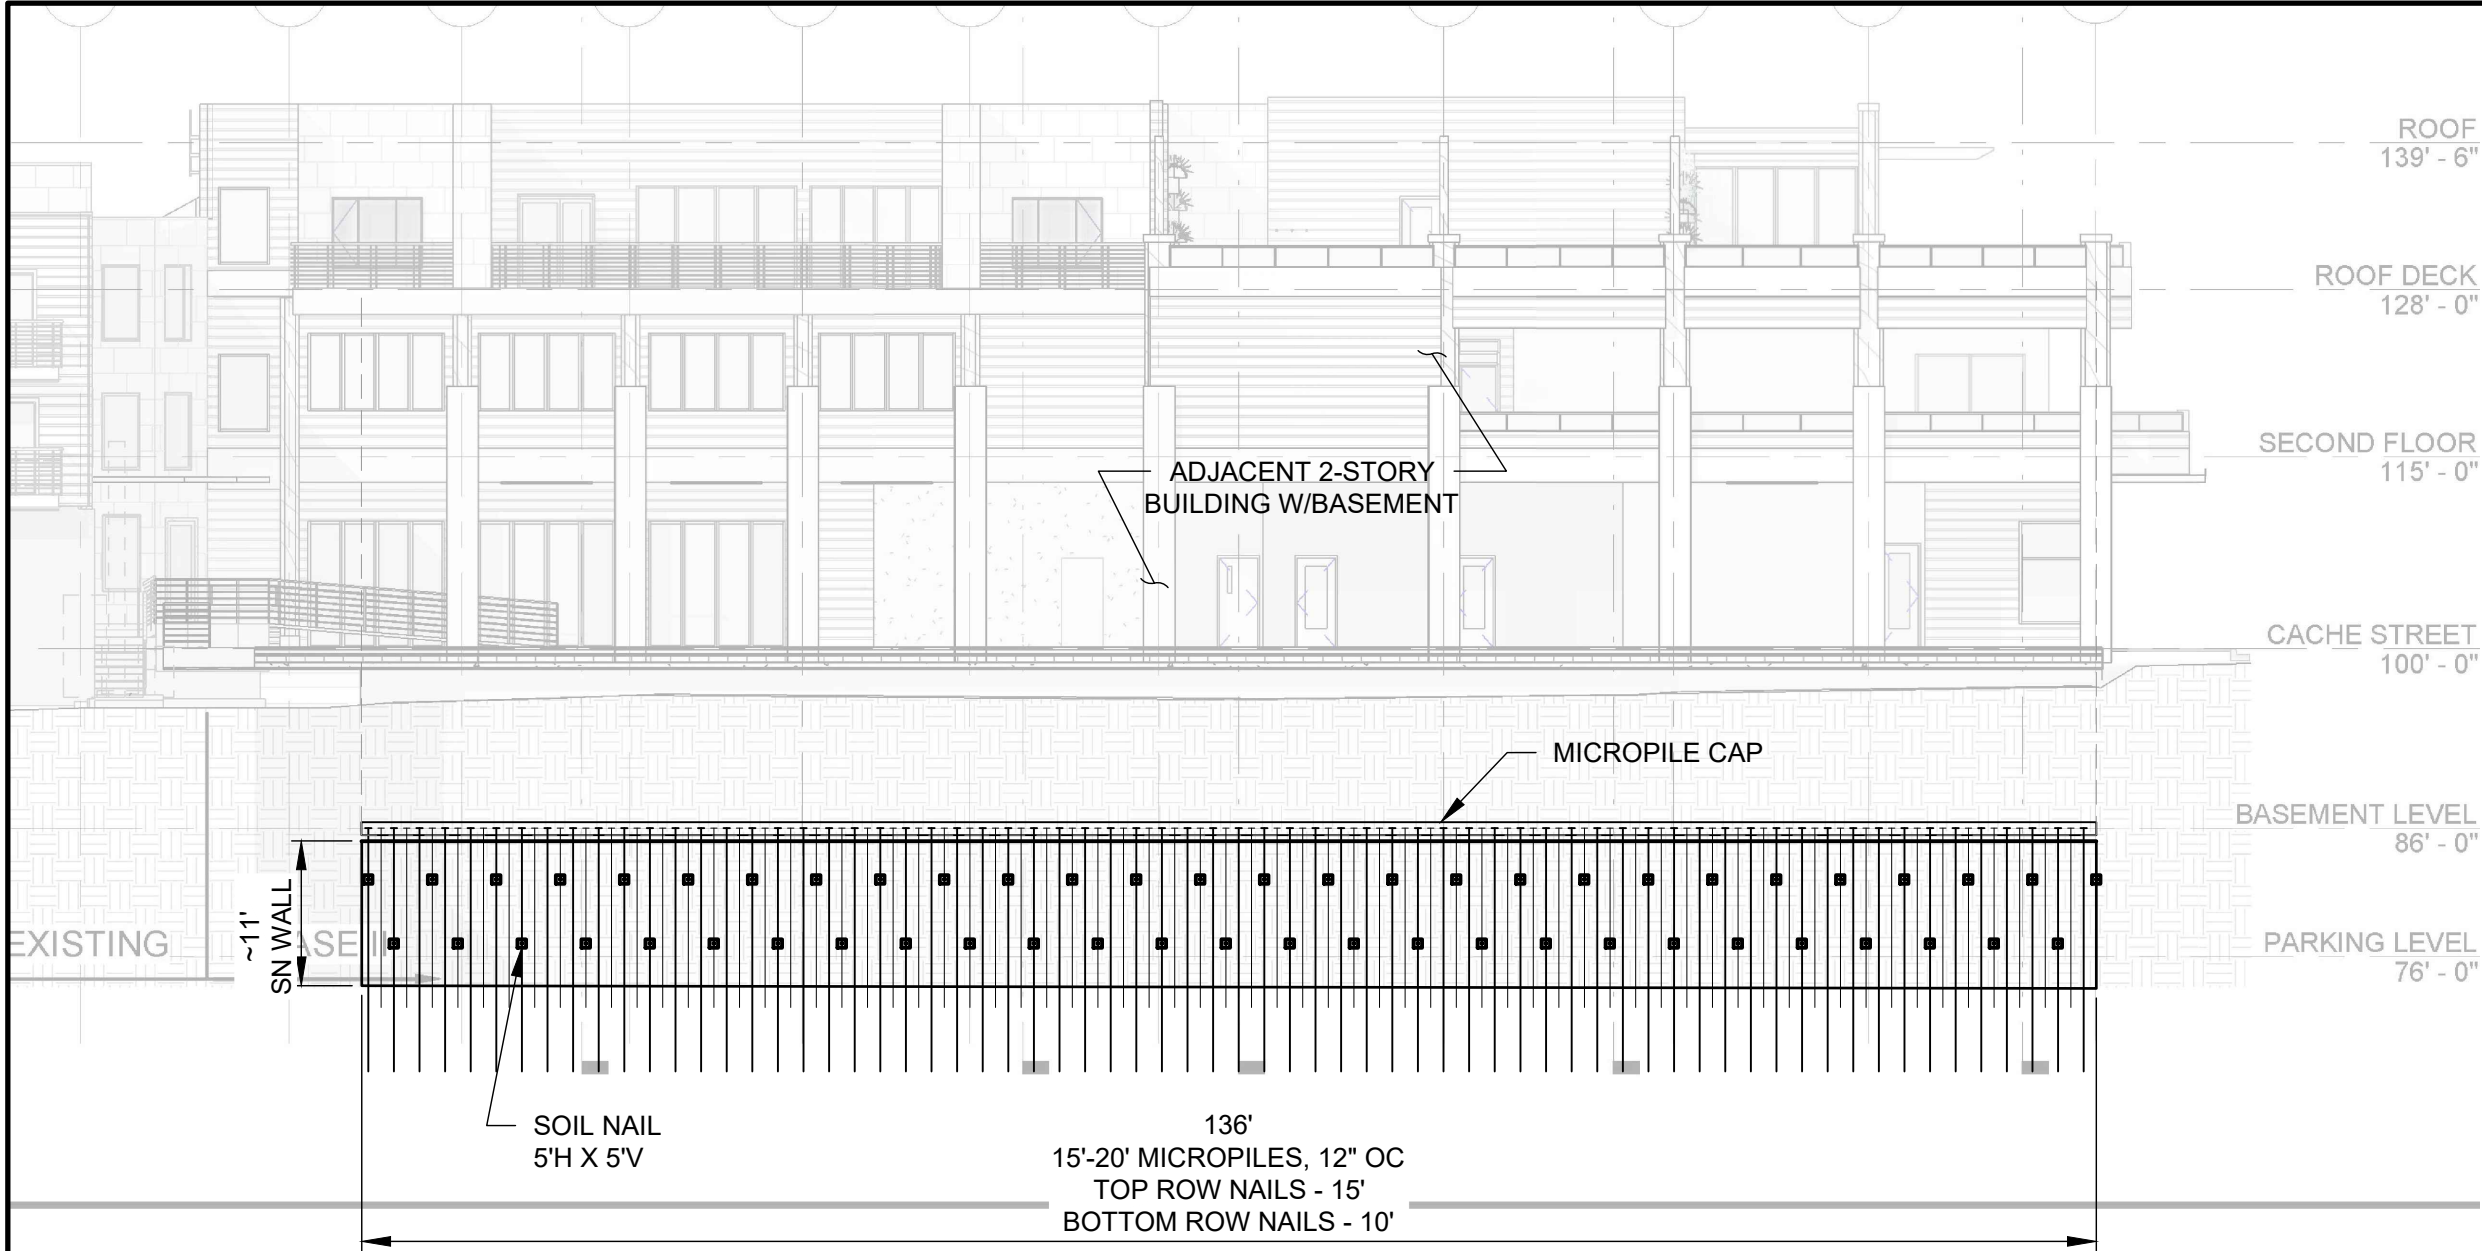 ROOF
139' - 6"
ROOF DECK
128' - 0"
SECOND FLOOR
115' - 0"
ADJACENT 2-STORY
BUILDING W/BASEMENT
CACHE STREET
100' - 0"
MICROPILE CAP
BASEMENT LEVEL
86' - 0"
~11'
SN WALL
EXISTING
ASE II
PARKING LEVEL
76' - 0"
SOIL NAIL
5'H X 5'V
136'
15'-20' MICROPILES, 12" OC
TOP ROW NAILS - 15'
BOTTOM ROW NAILS - 10'